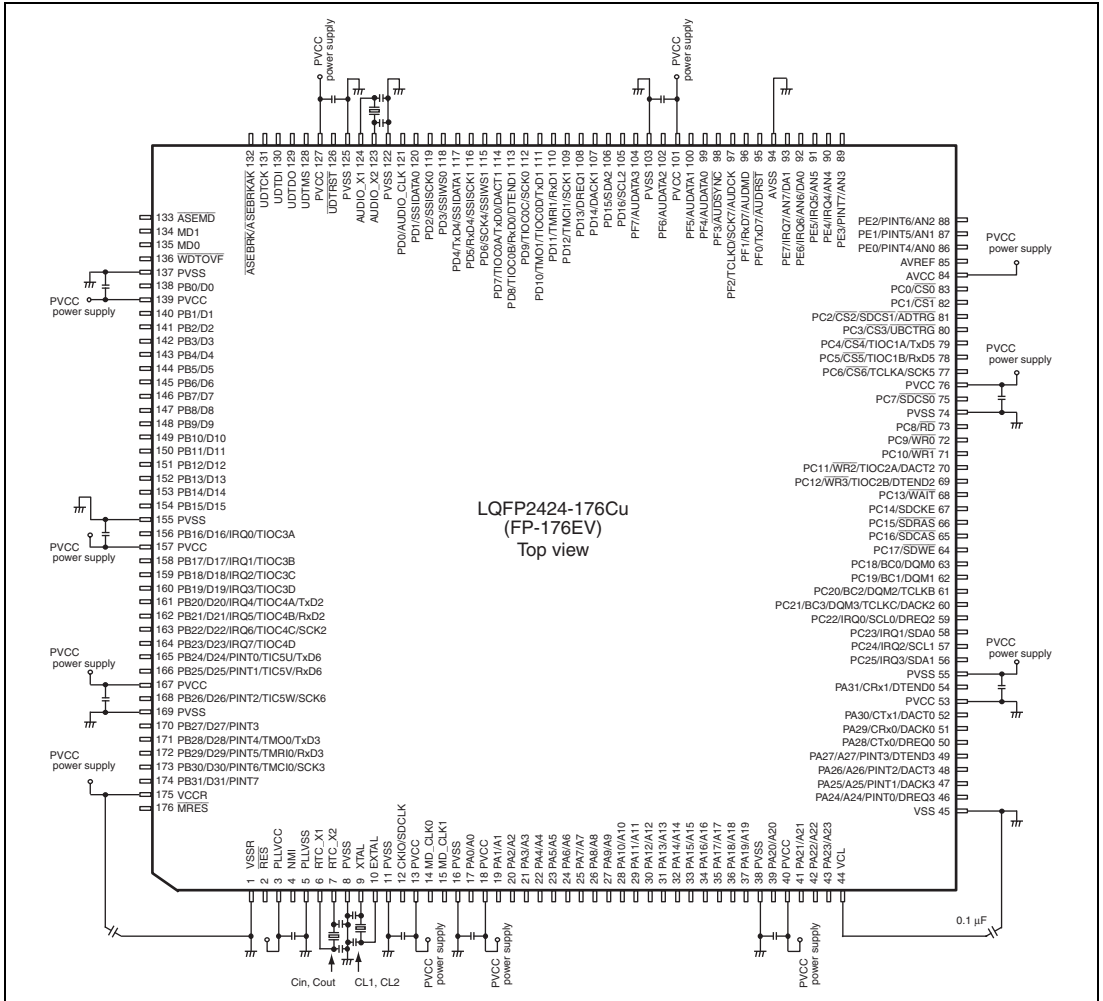 PVCC
power supply
PVCC
power supply
ASEBRK/ASEBRKAK 132
UDTCK 131
UDTDI 130
UDTDO 129
UDTMS 128
PVCC 127
UDTRST 126
PVSS 125
AUDIO_X1 124
AUDIO_X2 123
PVSS 122
PD0/AUDIO_CLK 121
PD1/SSIDATA0 120
PD2/SSISCK0 119
PD3/SSIWS0 118
PD4/TxD4/SSIDATA1 117
PD5/RxD4/SSISCK1 116
PD6/SCK4/SSIWS1 115
PD7/TIOC0A/TxD0/DACT1 114
PD8/TIOC0B/RxD0/DTEND1 113
PD9/TIOC0C/SCK0 112
PD10/TMO1/TIOC0D/TxD1 111
PD11/TMRI1/RxD1 110
PD12/TMCI1/SCK1 109
PD13/DREQ1 108
PD14/DACK1 107
PD15/SDA2 106
PD16/SCL2 105
PF7/AUDATA3 104
PVSS 103
PF6/AUDATA2 102
PVCC 101
PF5/AUDATA1 100
PF4/AUDATA0 99
PF3/AUDSYNC 98
PF2/TCLKD/SCK7/AUDCK 97
PF1/RxD7/AUDMD 96
PF0/TxD7/AUDRST 95
AVSS 94
PE7/IRQ7/AN7/DA1 93
PE6/IRQ6/AN6/DA0 92
PE5/IRQ5/AN5 91
PE4/IRQ4/AN4 90
PE3/PINT7/AN3 89
133 ASEMD
134 MD1
135 MD0
136 WDTOVF
137 PVSS
138 PB0/D0
139 PVCC
PVCC
power supply
140 PB1/D1
141 PB2/D2
142 PB3/D3
143 PB4/D4
144 PB5/D5
145 PB6/D6
146 PB7/D7
147 PB8/D8
148 PB9/D9
149 PB10/D10
150 PB11/D11
151 PB12/D12
152 PB13/D13
153 PB14/D14
154 PB15/D15
155 PVSS
156 PB16/D16/IRQ0/TIOC3A
157 PVCC
PVCC
power supply
158 PB17/D17/IRQ1/TIOC3B
159 PB18/D18/IRQ2/TIOC3C
160 PB19/D19/IRQ3/TIOC3D
161 PB20/D20/IRQ4/TIOC4A/TxD2
162 PB21/D21/IRQ5/TIOC4B/RxD2
163 PB22/D22/IRQ6/TIOC4C/SCK2
164 PB23/D23/IRQ7/TIOC4D
165 PB24/D24/PINT0/TIC5U/TxD6
166 PB25/D25/PINT1/TIC5V/RxD6
PVCC
power supply
167 PVCC
168 PB26/D26/PINT2/TIC5W/SCK6
169 PVSS
170 PB27/D27/PINT3
171 PB28/D28/PINT4/TMO0/TxD3
172 PB29/D29/PINT5/TMRI0/RxD3
173 PB30/D30/PINT6/TMCI0/SCK3
174 PB31/D31/PINT7
PVCC
power supply
175 VCCR
176 MRES
LQFP2424-176Cu
(FP-176EV)
Top view
PE2/PINT6/AN2 88
PE1/PINT5/AN1 87
PE0/PINT4/AN0 86
AVREF 85
AVCC 84
PVCC
power supply
PC0/CS0 83
PC1/CS1 82
PC2/CS2/SDCS1/ADTRG 81
PC3/CS3/UBCTRG 80
PC4/CS4/TIOC1A/TxD5 79
PC5/CS5/TIOC1B/RxD5 78
PC6/CS6/TCLKA/SCK5 77
PVCC 76
PVCC
power supply
PC7/SDCS0 75
PVSS 74
PC8/RD 73
PC9/WR0 72
PC10/WR1 71
PC11/WR2/TIOC2A/DACT2 70
PC12/WR3/TIOC2B/DTEND2 69
PC13/WAIT 68
PC14/SDCKE 67
PC15/SDRAS 66
PC16/SDCAS 65
PC17/SDWE 64
PC18/BC0/DQM0 63
PC19/BC1/DQM1 62
PC20/BC2/DQM2/TCLKB 61
PC21/BC3/DQM3/TCLKC/DACK2 60
PC22/IRQ0/SCL0/DREQ2 59
PC23/IRQ1/SDA0 58
PC24/IRQ2/SCL1 57
PC25/IRQ3/SDA1 56
PVCC
power supply
PVSS 55
PA31/CRx1/DTEND0 54
PVCC 53
PA30/CTx1/DACT0 52
PA29/CRx0/DACK0 51
PA28/CTx0/DREQ0 50
PA27/A27/PINT3/DTEND3 49
PA26/A26/PINT2/DACT3 48
PA25/A25/PINT1/DACK3 47
PA24/A24/PINT0/DREQ3 46
VSS 45
1 VSSR
2 RES
3 PLLVCC
4 NMI
5 PLLVSS
6 RTC_X1
7 RTC_X2
8 PVSS
9 XTAL
10 EXTAL
11 PVSS
12 CKIO/SDCLK
13 PVCC
14 MD_CLK0
15 MD_CLK1
16 PVSS
17 PA0/A0
18 PVCC
19 PA1/A1
20 PA2/A2
21 PA3/A3
22 PA4/A4
23 PA5/A5
24 PA6/A6
25 PA7/A7
26 PA8/A8
27 PA9/A9
28 PA10/A10
29 PA11/A11
30 PA12/A12
31 PA13/A13
32 PA14/A14
33 PA15/A15
34 PA16/A16
35 PA17/A17
36 PA18/A18
37 PA19/A19
38 PVSS
39 PA20/A20
40 PVCC
41 PA21/A21
42 PA22/A22
43 PA23/A23
44 VCL
0.1 μF
Cin, Cout
CL1, CL2
PVCC
power supply
PVCC
power supply
PVCC
power supply